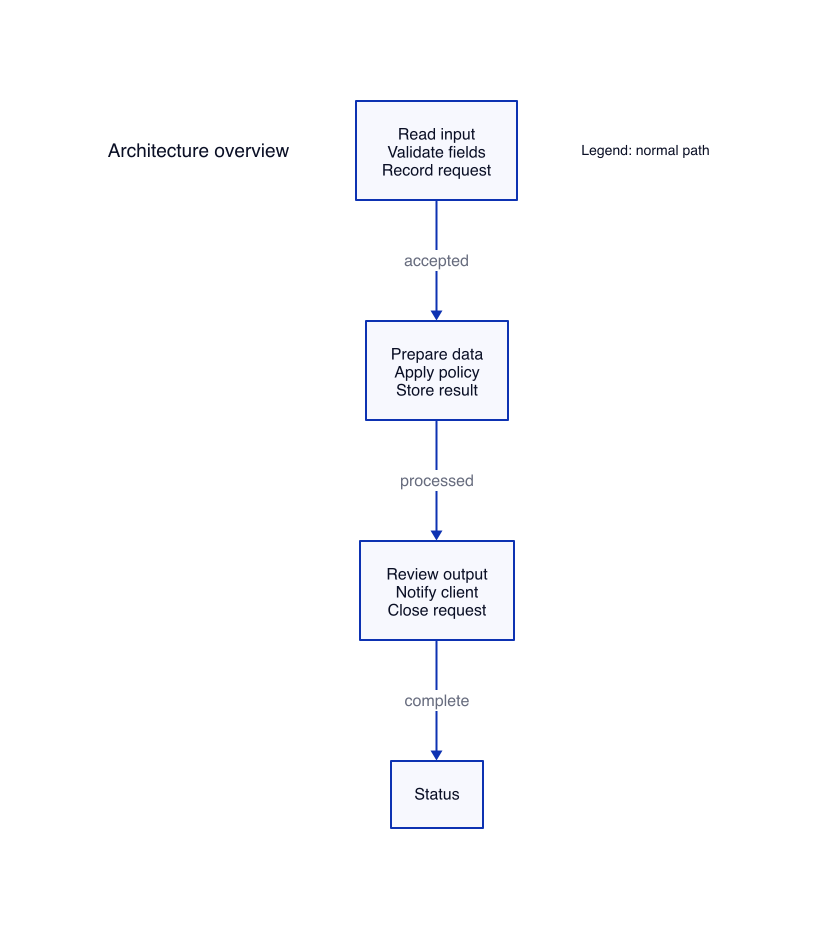 Architecture overview
Read input
Validate fields
Record request
Legend: normal path
accepted
Prepare data
Apply policy
Store result
processed
Review output
Notify client
Close request
complete
Status